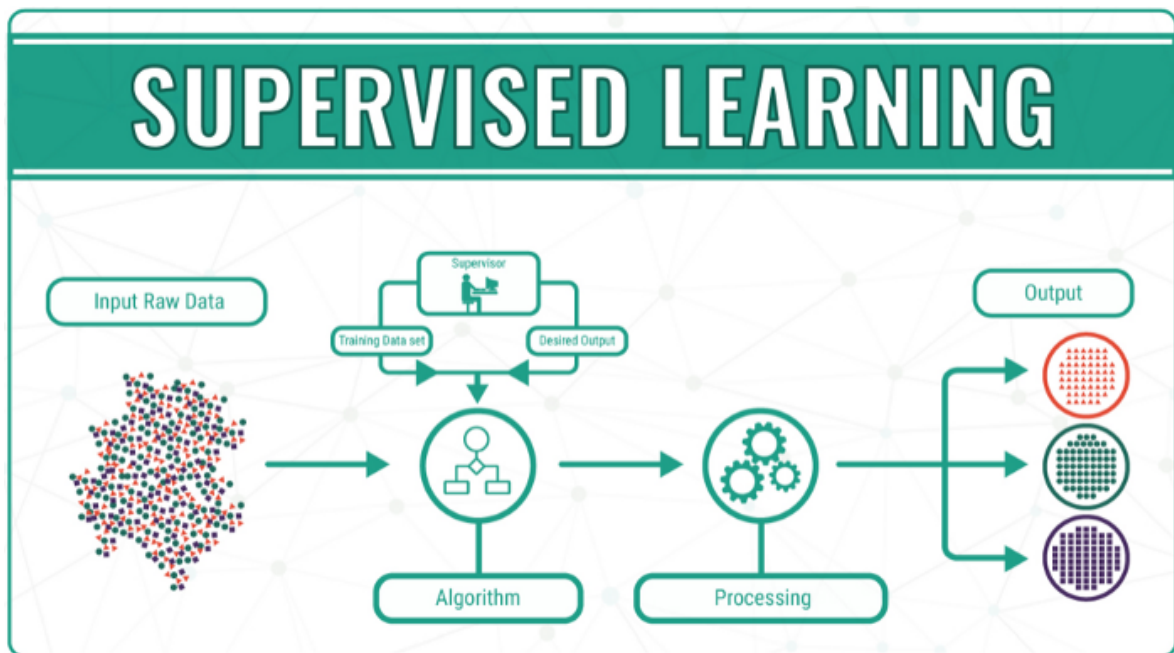 SUPERVISED LEARNING
Input Raw Data
Supervisor
Training Data set
Desired Output
Algorithm
Processing
Output